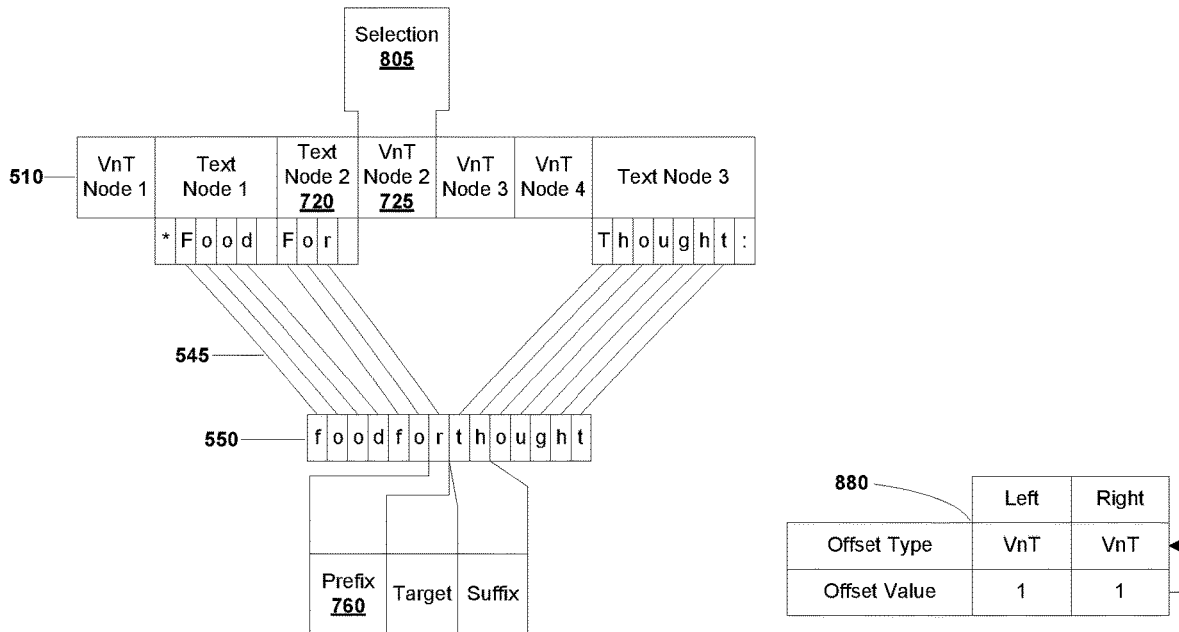 Selection
805
510
VnT
Node 1
Text
Node 1
Text
Node 2
720
VnT
Node 2
725
VnT
Node 3
VnT
Node 4
Text Node 3
* F o o d F o r T h o u g h t :
545
550
f o o d f o r t h o u g h t
880
Left Right
Offset Type VnT VnT
Offset Value 1 1
Prefix
760
Target
Suffix